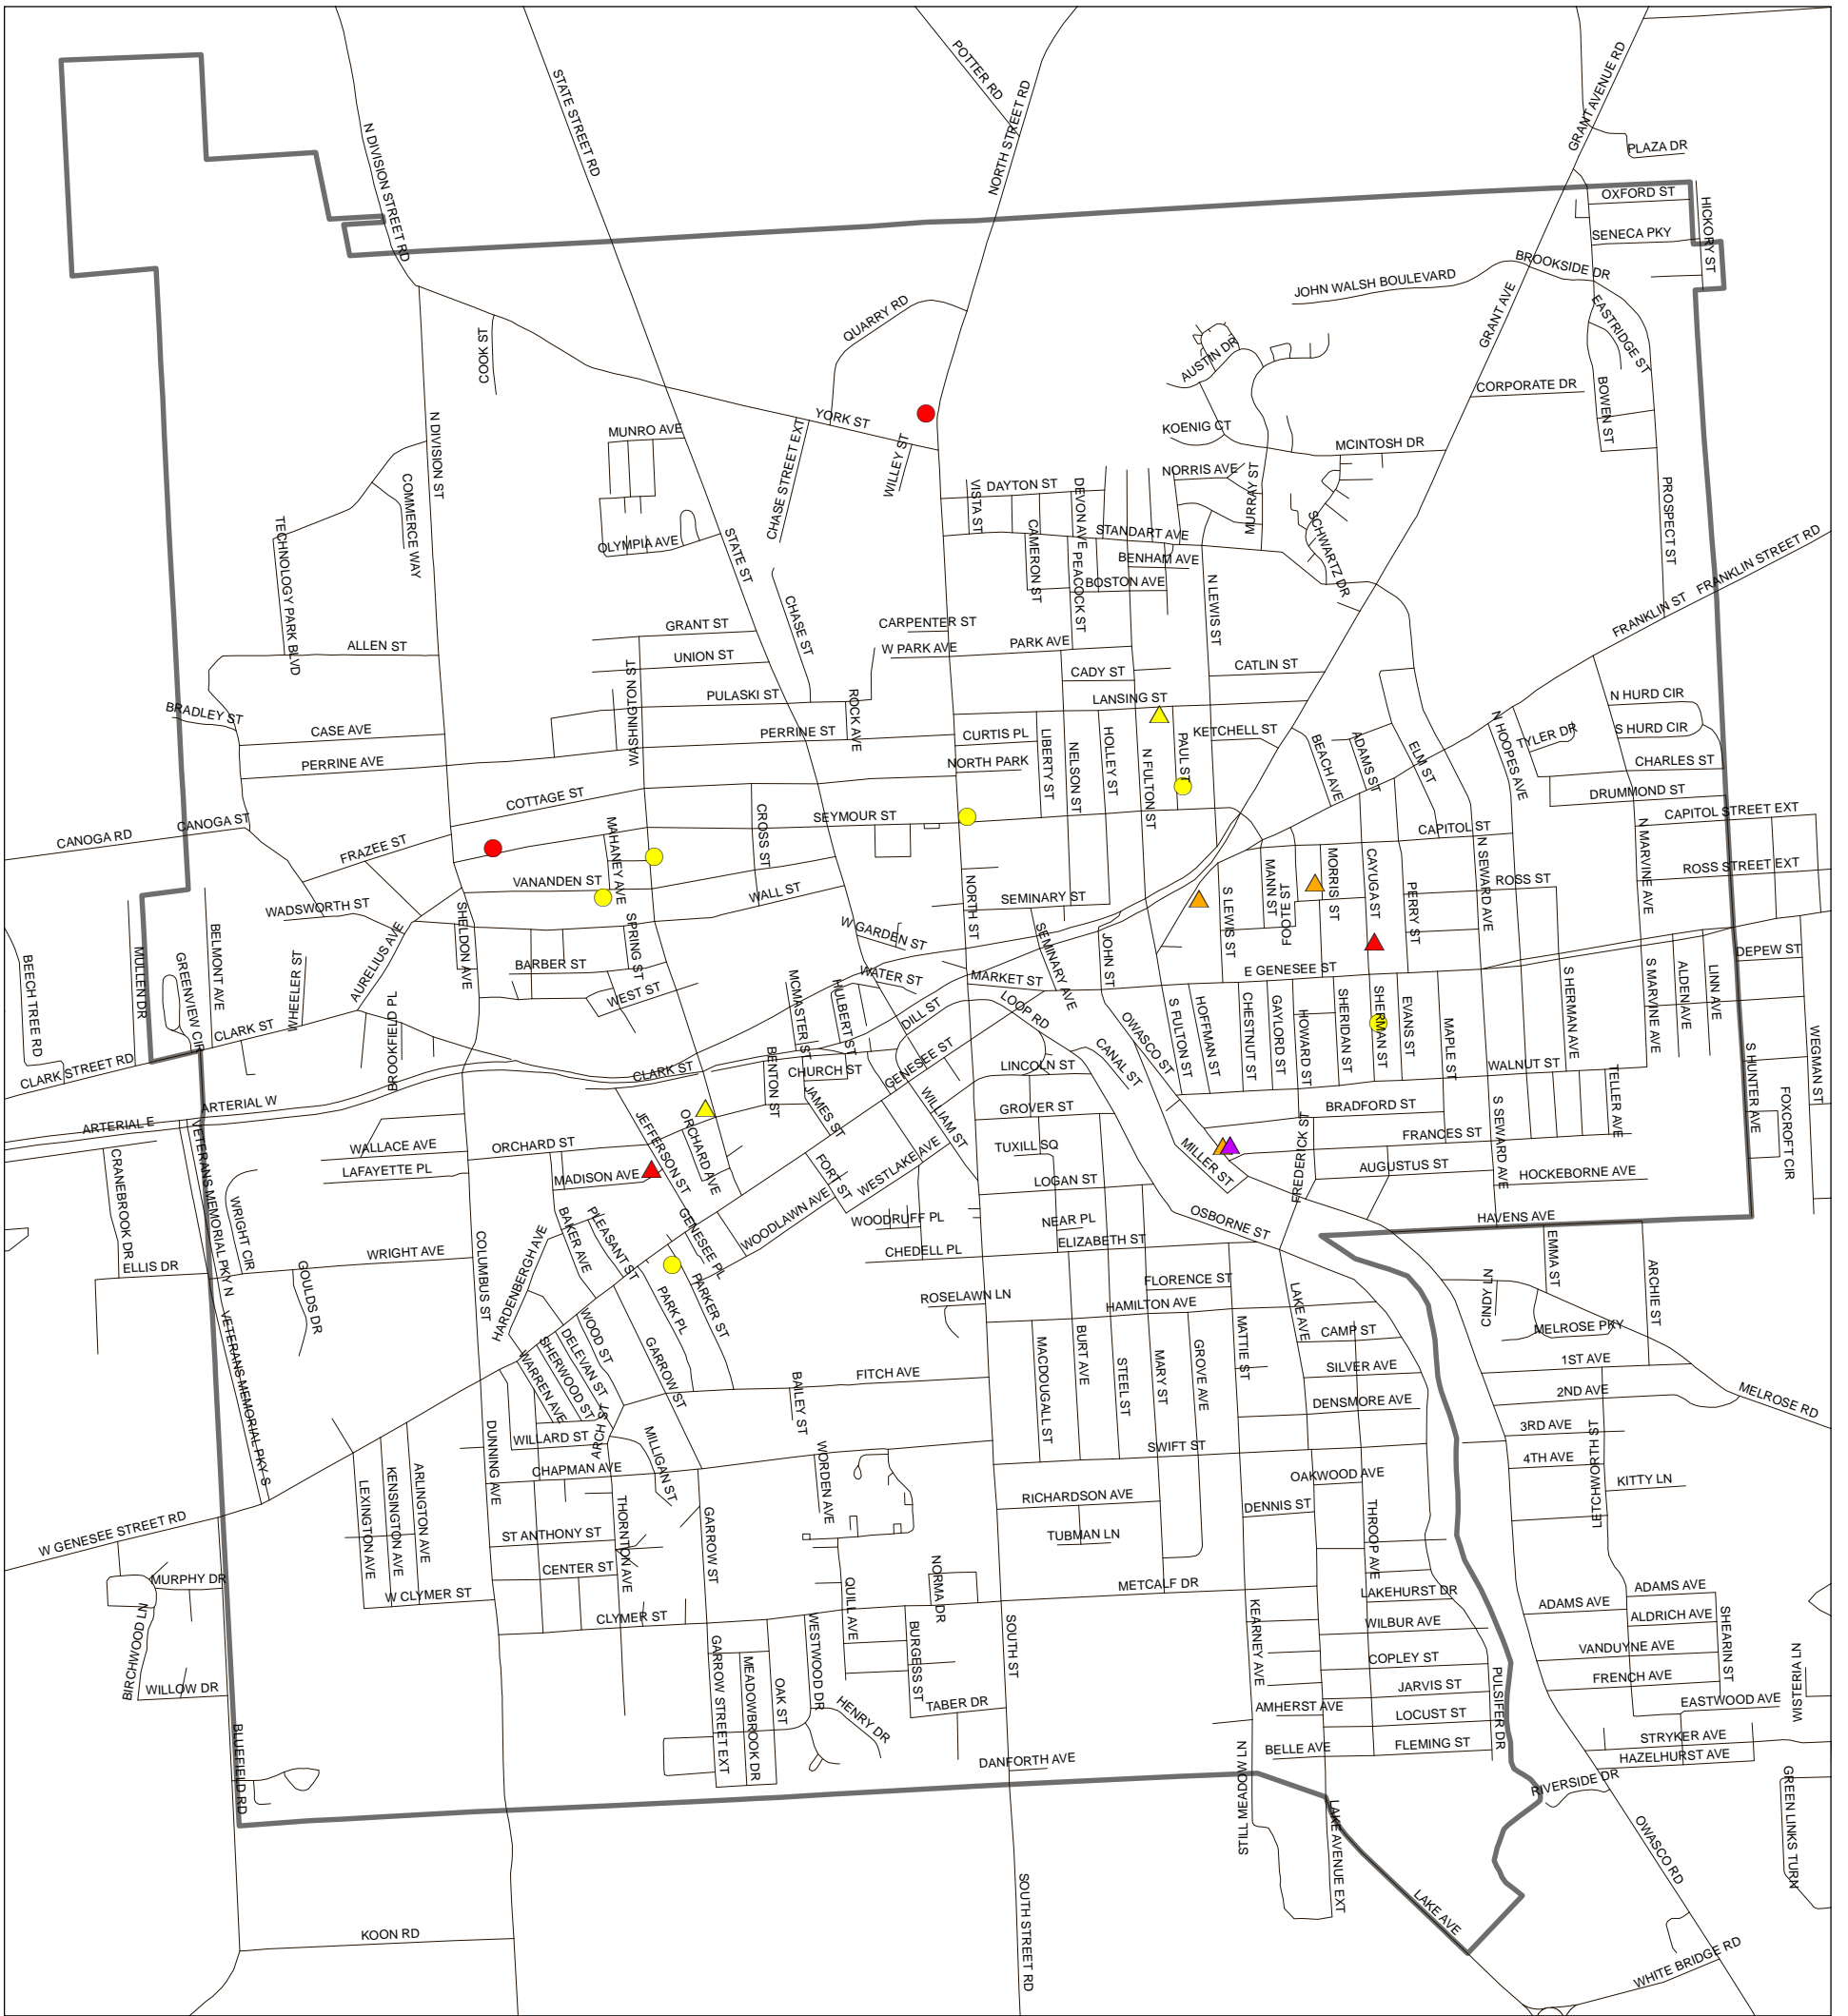 POTTER RD
STATE STREET RD
NORTH STREET RD
GRANT AVENUE RD
N DIVISION STREET RD
PLAZA DR
OXFORD ST
HICKORY ST
SENECA PKY
BROOKSIDE DR
JOHN WALSH BOULEVARD
QUARRY RD
GRANT AVE
EASTRIDGE ST
COOK ST
AUSTIN DR
CORPORATE DR
BOWEN ST
YORK ST
MUNRO AVE
KOENIG CT
MCINTOSH DR
N DIVISION ST
CHASE STREET EXT
WILLEY ST
NORRIS AVE
MURRAY ST
DAYTON ST
VISTA ST
DEVON AVE
COMMERCE WAY
PROSPECT ST
TECHNOLOGY PARK BLVD
OLYMPIA AVE
STATE ST
CAMERON ST
STANDART AVE
SCHWARTZ DR
FRANKLIN STREET RD
BENHAM AVE
PEACOCK ST
BOSTON AVE
N LEWIS ST
FRANKLIN ST
CHASE ST
GRANT ST
CARPENTER ST
ALLEN ST
W PARK AVE
PARK AVE
UNION ST
WASHINGTON ST
CADY ST
CATLIN ST
PULASKI ST
ROCK AVE
LANSING ST
N HURD CIR
BRADLEY ST
CASE AVE
PERRINE ST
CURTIS PL
LIBERTY ST
NELSON ST
HOLLEY ST
N FULTON ST
PAUL ST
KETCHELL ST
BEACH AVE
ADAMS ST
ELM ST
N HOOPES AVE
TYLER DR
S HURD CIR
PERRINE AVE
NORTH PARK
CHARLES ST
COTTAGE ST
DRUMMOND ST
SEYMOUR ST
CROSS ST
CANOGA RD
CANOGA ST
CAPITOL ST
CAPITOL STREET EXT
FRAZEE ST
MAHANEY AVE
N MARVINE AVE
N SEWARD AVE
ROSS STREET EXT
VANANDEN ST
WALL ST
NORTH ST
SEMINARY ST
S LEWIS ST
MANN ST
FOOTE ST
MORRIS ST
CAYUGA ST
PERRY ST
ROSS ST
WADSWORTH ST
SHELDON AVE
AURELIUS AVE
SPRING ST
W GARDEN ST
SEMINARY AVE
JOHN ST
BEECH TREE RD
MULLEN DR
BELMONT AVE
GREENVIEW CIR
WHEELER ST
BARBER ST
WEST ST
WATER ST
MARKET ST
E GENESEE ST
DEPEW ST
MCMASTER ST
HULBERT ST
DILL ST
LOOP RD
S FULTON ST
HOFFMAN ST
CHESTNUT ST
GAYLORD ST
HOWARD ST
SHERIDAN ST
SHERMAN ST
EVANS ST
MAPLE ST
S SHERMAN AVE
S MARVINE AVE
ALDEN AVE
LINN AVE
CLARK ST
BROOKFIELD PL
OWASCO ST
CANAL ST
CLARK STREET RD
CLARK ST
CHURCH ST
BENTON ST
GENESEE ST
LINCOLN ST
WALNUT ST
S HUNTER AVE
WEGMAN ST
JAMES ST
WILLIAM ST
ARTERIAL W
ARTERIAL E
JEFFERSON ST
ORCHARD AVE
GROVER ST
BRADFORD ST
S SEWARD AVE
TELLER AVE
FOXCROFT CIR
VETERANS MEMORIAL PKY N
WALLACE AVE
ORCHARD ST
TUXILL SQ
FRANCES ST
MILLER ST
FREDERICK ST
LAFAYETTE PL
MADISON AVE
FORT ST
WESTLAKE AVE
LOGAN ST
AUGUSTUS ST
HOCKEBORNE AVE
CRANEBROOK DR
WRIGHT CIR
WOODLAWN AVE
WOODRUFF PL
NEAR PL
OSBORNE ST
HAVENS AVE
BAKER AVE
PLEASANT ST
GENESEE PL
HARDENBERGH AVE
COLUMBUS ST
WRIGHT AVE
CHEDELL PL
ELIZABETH ST
EMMA ST
ELLIS DR
GOULDS DR
PARK PL
PARKER ST
FLORENCE ST
CINDY LN
ARCHIE ST
ROSELAWN LN
HAMILTON AVE
LAKE AVE
VETERANS MEMORIAL PKY S
WOOD ST
DELEVAN ST
SHERWOOD ST
WARREN AVE
GARROW ST
MACDOUGALL ST
BURT AVE
STEEL ST
MARY ST
GROVE AVE
MATTIE ST
CAMP ST
MELROSE PKY
SILVER AVE
1ST AVE
FITCH AVE
BAILEY ST
2ND AVE
MELROSE RD
DENSMORE AVE
DUNNING AVE
WILLARD ST
ARCH ST
MILLIGAN ST
3RD AVE
SWIFT ST
4TH AVE
LETCHWORTH ST
CHAPMAN AVE
WORDEN AVE
OAKWOOD AVE
KITTY LN
LEXINGTON AVE
KENSINGTON AVE
ARLINGTON AVE
THORNTON AVE
GARROW ST
RICHARDSON AVE
DENNIS ST
THROOP AVE
W GENESEE STREET RD
ST ANTHONY ST
TUBMAN LN
CENTER ST
NORMA DR
METCALF DR
MURPHY DR
W CLYMER ST
QUILL AVE
LAKEHURST DR
ADAMS AVE
ADAMS AVE
CLYMER ST
WESTWOOD DR
BURGESS ST
KEARNEY AVE
WILBUR AVE
ALDRICH AVE
SHEARIN ST
BIRCHWOOD LN
SOUTH ST
GARROW STREET EXT
MEADOWBROOK DR
OAK ST
COPLEY ST
VANDUYNE AVE
WILLOW DR
JARVIS ST
PULSIFER DR
FRENCH AVE
WISTERIA LN
TABER DR
HENRY DR
AMHERST AVE
LOCUST ST
EASTWOOD AVE
BLUEFIELD RD
BELLE AVE
FLEMING ST
STRYKER AVE
DANFORTH AVE
HAZELHURST AVE
RIVERSIDE DR
STILL MEADOW LN
LAKE AVENUE EXT
OWASCO RD
GREEN LINKS TURN
SOUTH STREET RD
LAKE AVE
KOON RD
WHITE BRIDGE RD